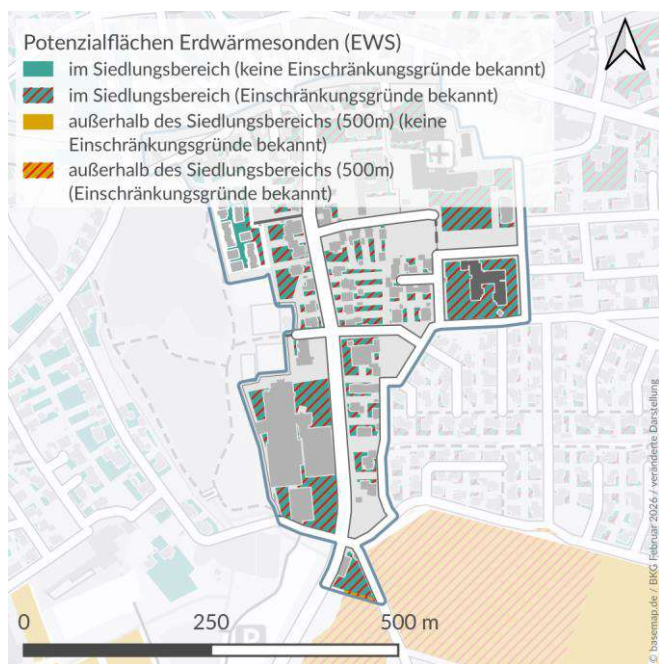 Potenzialflächen Erdwärmesonden (EWS)
im Siedlungsbereich (keine Einschränkungsgründe bekannt)
im Siedlungsbereich (Einschränkungsgründe bekannt)
außerhalb des Siedlungsbereichs (500m) (keine
Einschränkungsgründe bekannt)
außerhalb des Siedlungsbereichs (500m)
(Einschränkungsgründe bekannt)
0 250 500 m
P
© basemap.de / BKG Februar 2026 / veränderte Darstellung